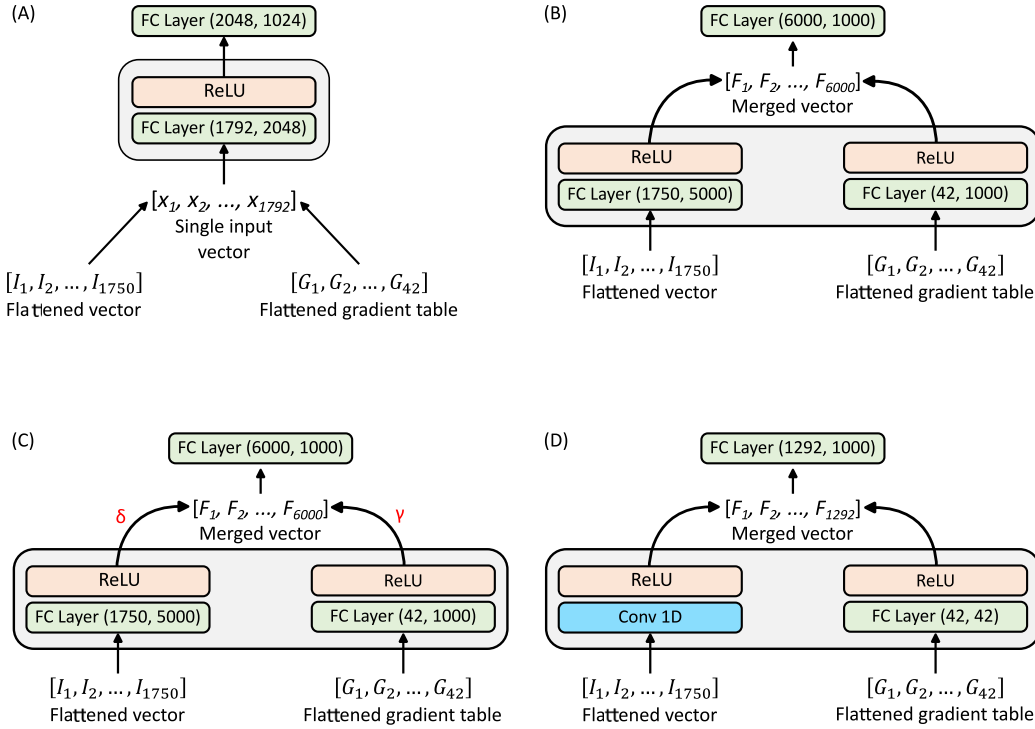 (A)
FC Layer (2048, 1024)
ReLU
FC Layer (1792, 2048)
[x1, x2, ..., x1792]
Single input
vector
[I1, I2, ... , I1750]
Flattened vector
[G1, G2, ... , G42]
Flattened gradient table
(B)
FC Layer (6000, 1000)
[F1, F2, ..., F6000]
Merged vector
ReLU
FC Layer (1750, 5000)
ReLU
FC Layer (42, 1000)
[I1, I2, ... , I1750]
Flattened vector
[G1, G2, ... , G42]
Flattened gradient table
(C)
FC Layer (6000, 1000)
δ
[F1, F2, ..., F6000]
γ
Merged vector
ReLU
FC Layer (1750, 5000)
ReLU
FC Layer (42, 1000)
[I1, I2, ... , I1750]
Flattened vector
[G1, G2, ... , G42]
Flattened gradient table
(D)
FC Layer (1292, 1000)
[F1, F2, ..., F1292]
Merged vector
ReLU
Conv 1D
ReLU
FC Layer (42, 42)
[I1, I2, ... , I1750]
Flattened vector
[G1, G2, ... , G42]
Flattened gradient table